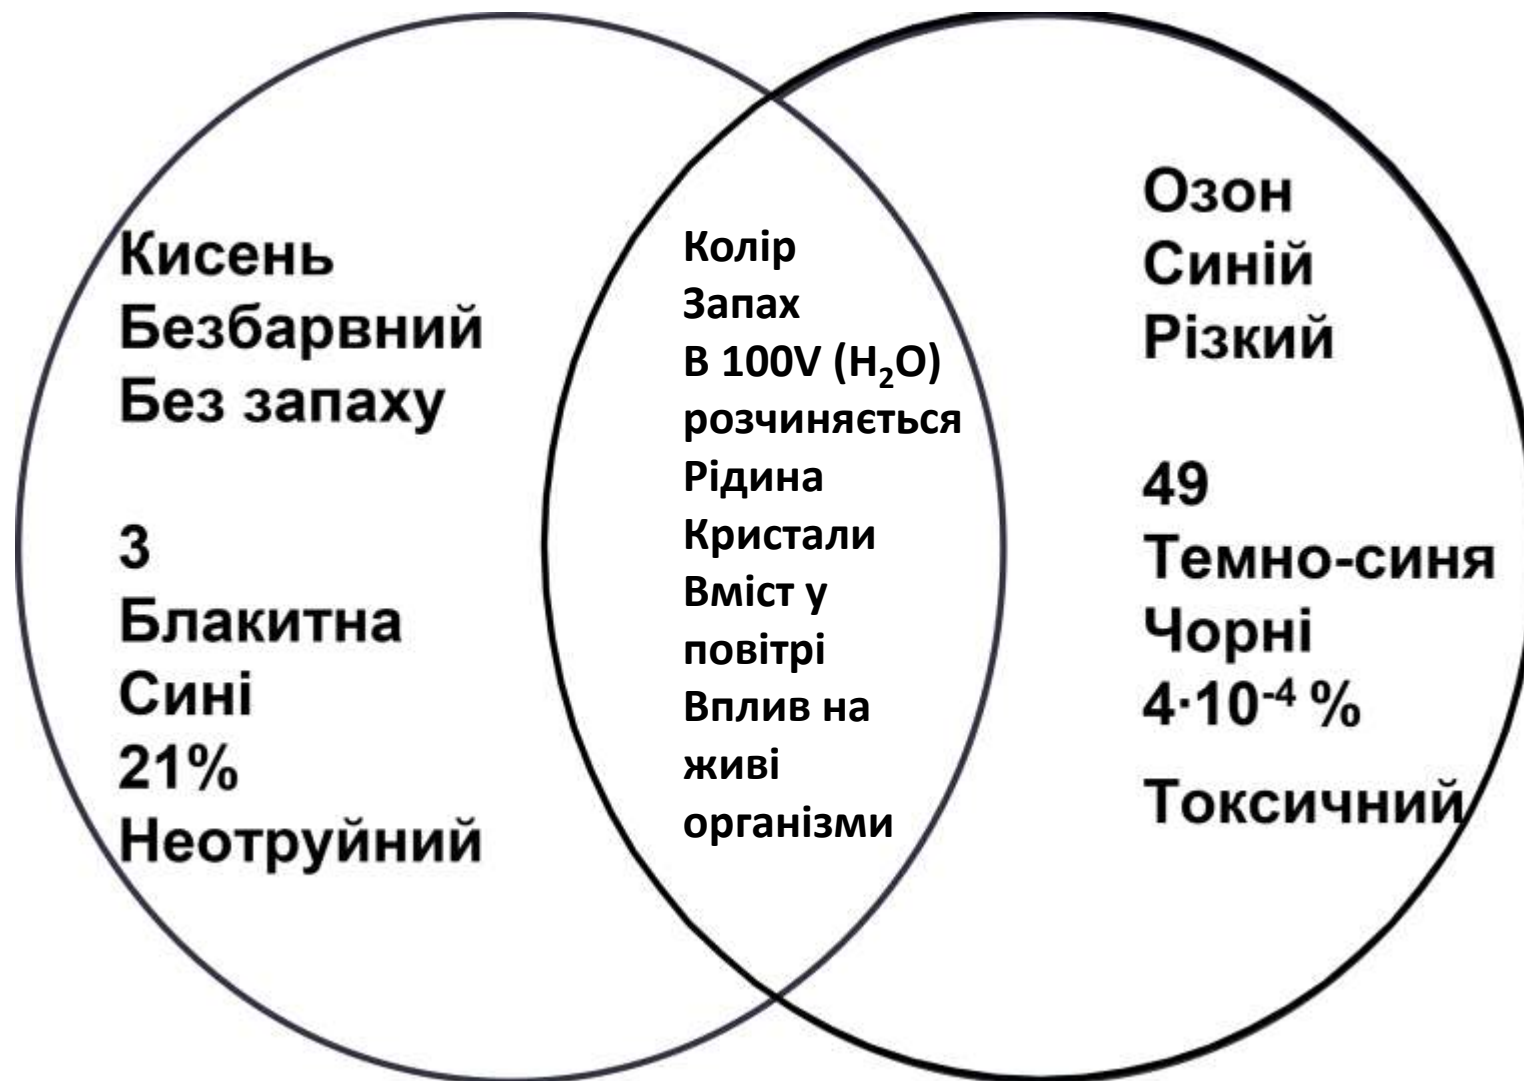 Кисень
Безбарвний
Без запаху
3
Блакитна
Сині
21%
Неотруйний
Колір
Запах
В 100V (H₂O)
розчиняється
Рідина
Кристали
Вміст у
повітрі
Вплив на
живі
організми
Озон
Синій
Різкий
49
Темно-синя
Чорні
4·10⁻⁴ %
Токсичний